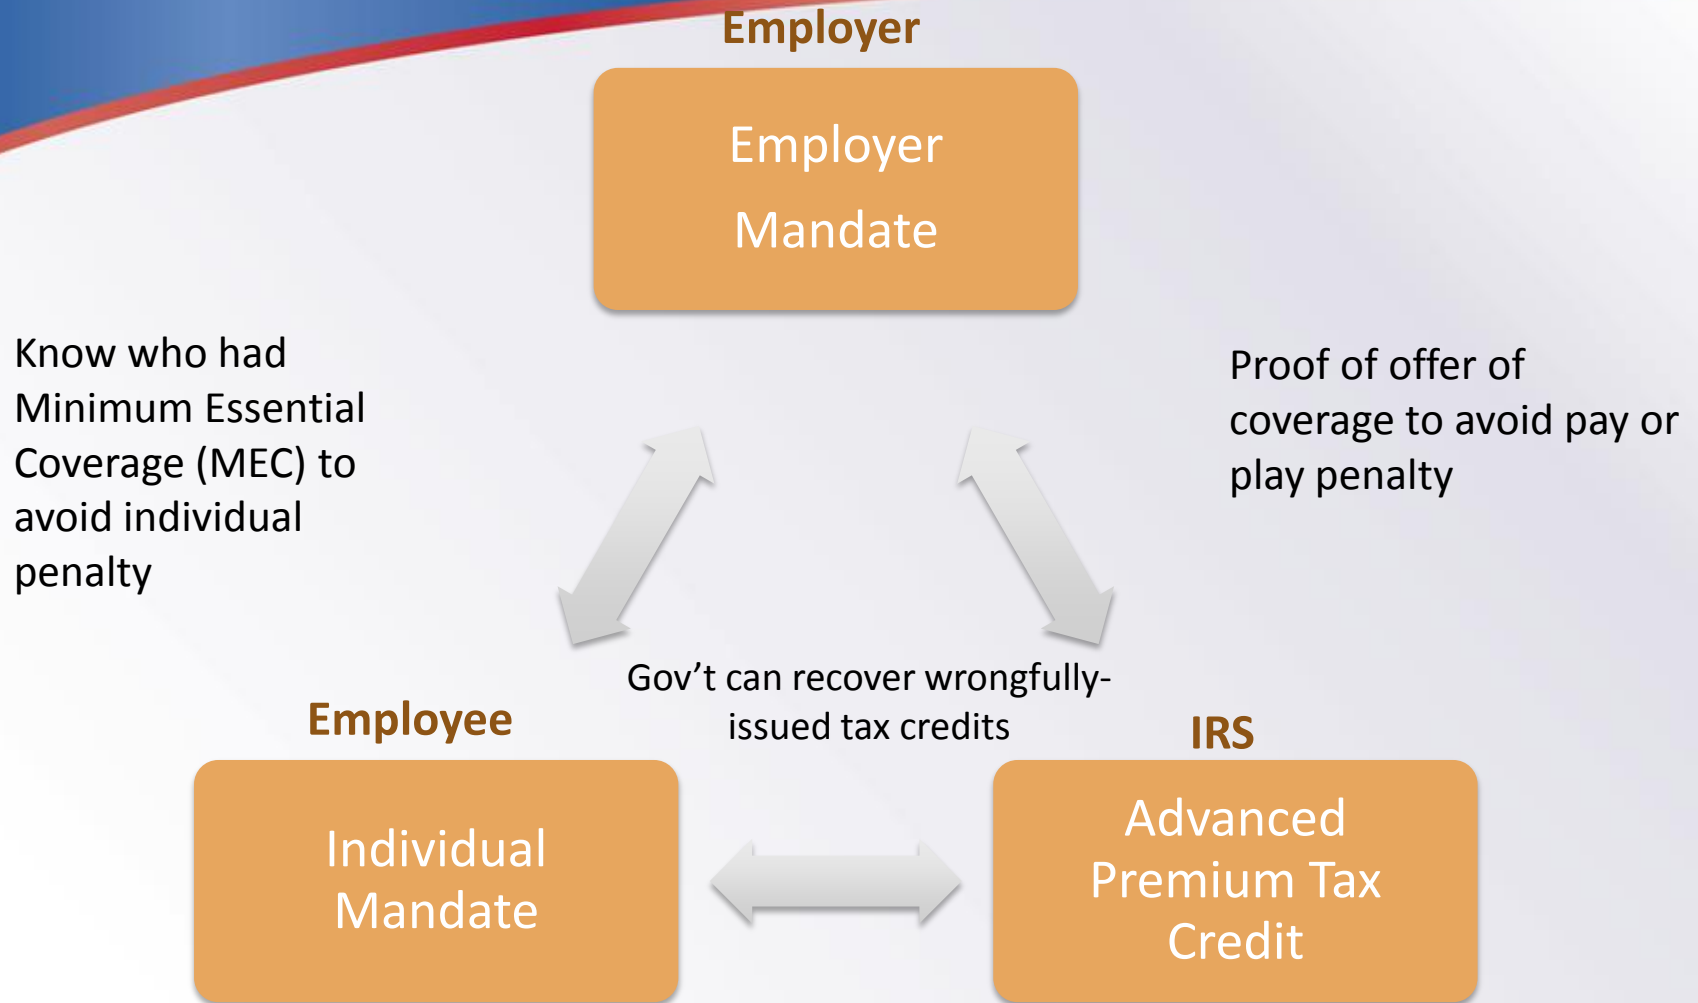 Employer
Employer
Mandate
Know who had
Minimum Essential
Coverage (MEC) to
avoid individual
penalty
Proof of offer of
coverage to avoid pay or
play penalty
Gov’t can recover wrongfully-
issued tax credits
Employee
IRS
Individual
Mandate
Advanced
Premium Tax
Credit